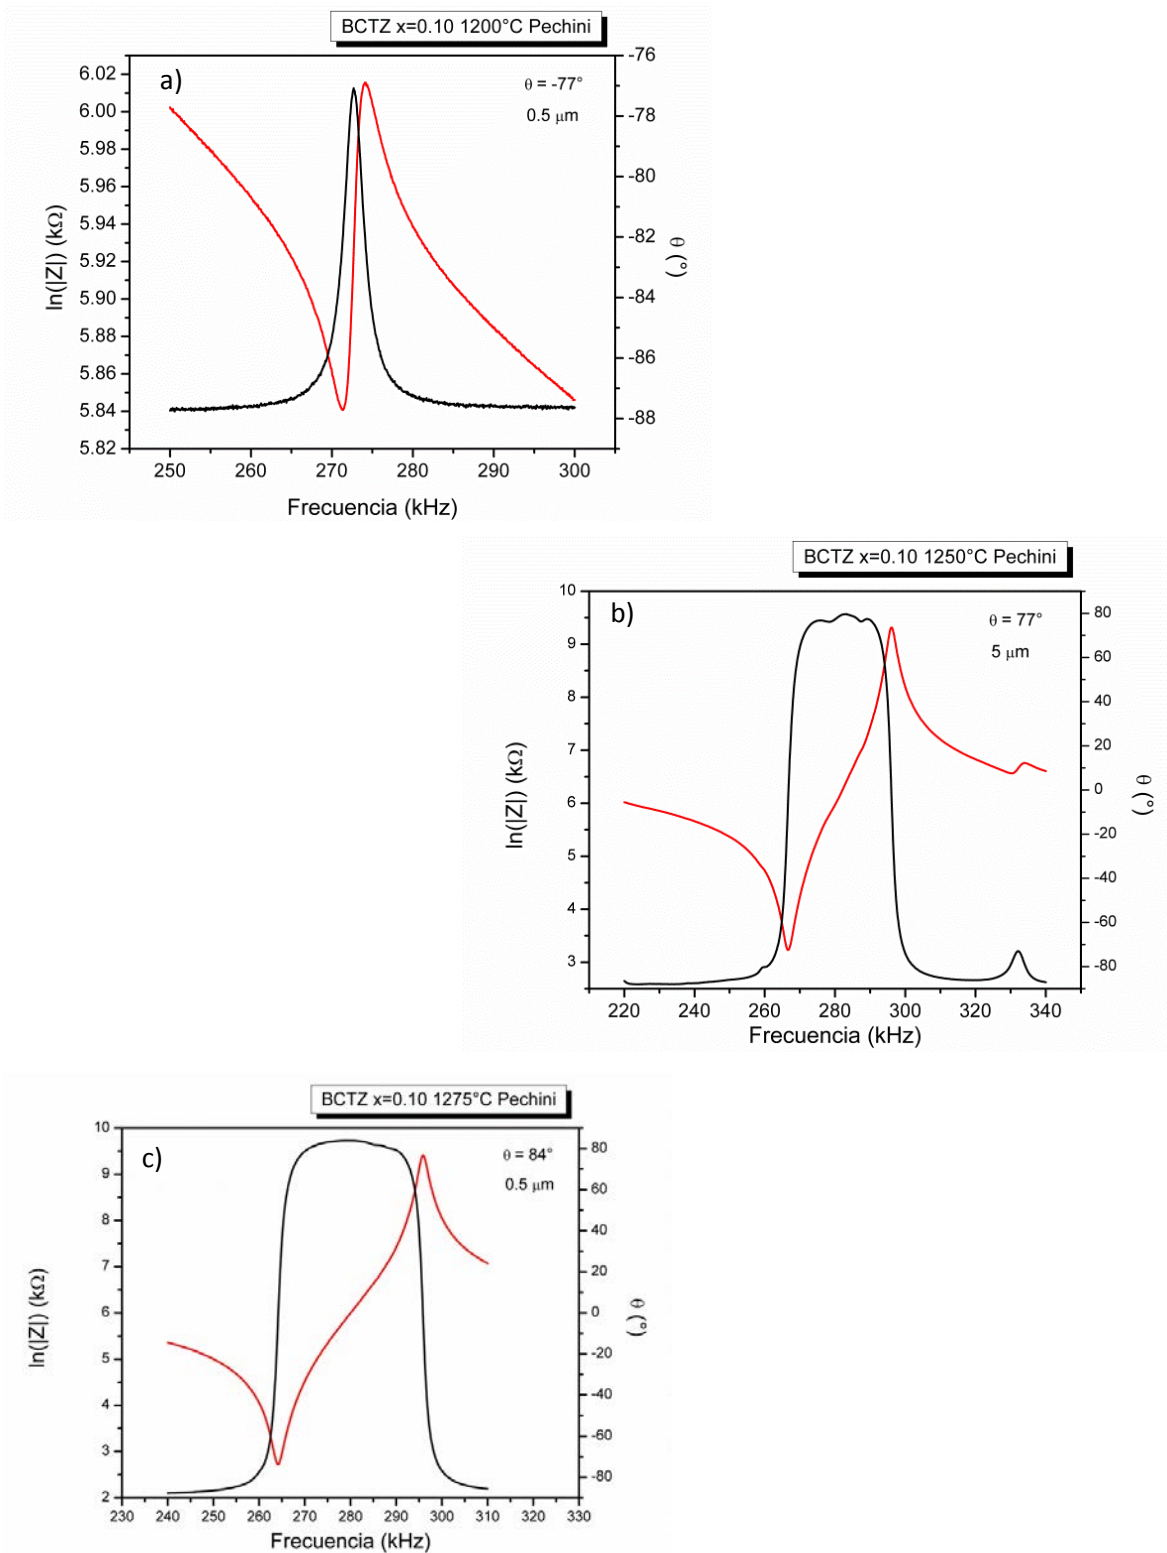 BCTZ x=0.10 1200°C Pechini
a)
θ = -77°
0.5 μm
6.02
6.00
5.98
5.96
5.94
5.92
5.90
5.88
5.86
5.84
5.82
ln(|Z|) (kΩ)
-76
-78
-80
-82
-84
-86
-88
θ (°)
250 260 270 280 290 300
Frecuencia (kHz)
BCTZ x=0.10 1250°C Pechini
b)
θ = 77°
5 μm
10
9
8
7
6
5
4
3
ln(|Z|) (kΩ)
80
60
40
20
0
-20
-40
-60
-80
θ (°)
220 240 260 280 300 320 340
Frecuencia (kHz)
BCTZ x=0.10 1275°C Pechini
c)
θ = 84°
0.5 μm
10
9
8
7
6
5
4
3
2
ln(|Z|) (kΩ)
80
60
40
20
0
-20
-40
-60
-80
θ (°)
230 240 250 260 270 280 290 300 310 320 330
Frecuencia (kHz)